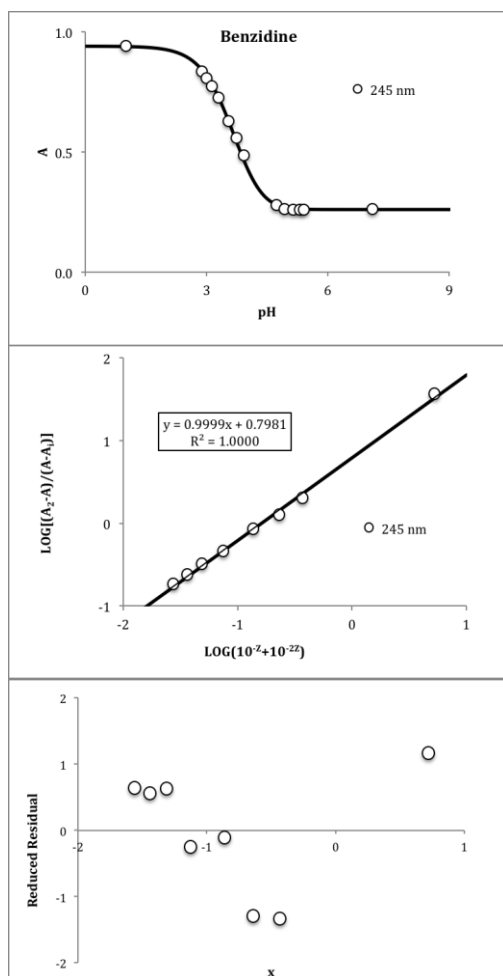 Benzidine
1.0
245 nm
A
0.5
0.0
0 3 6 9
pH
2
y = 0.9999x + 0.7981
R² = 1.0000
LOG[(A₂-A)/(A-Aᵢ)]
1
0
245 nm
-1
-2 -1 0 1
LOG(10⁻ᶻ+10⁻²ᶻ)
2
1
Reduced Residual
0
-2 -1 0 1
-1
-2
x